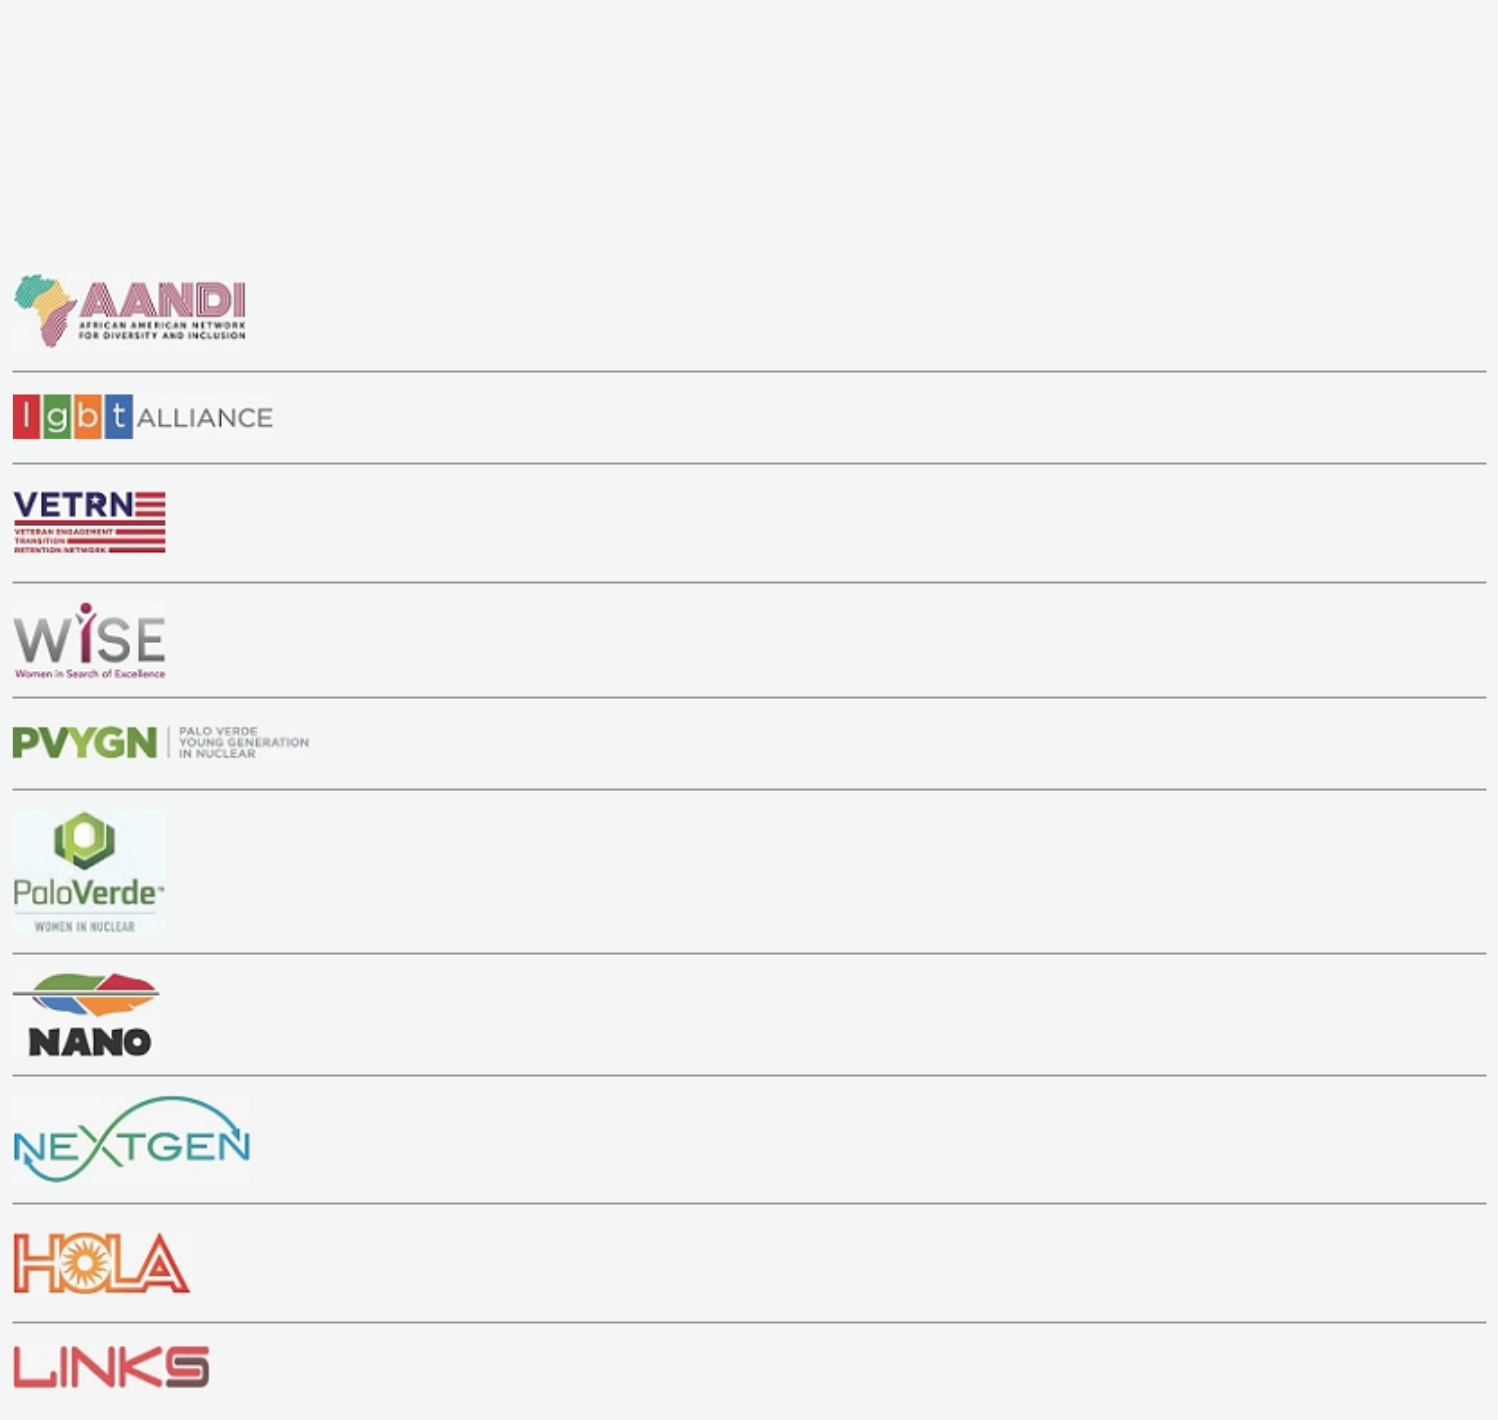 AANDI
AFRICAN AMERICAN NETWORK
FOR DIVERSITY AND INCLUSION
lgbt ALLIANCE
VETRN
VETERAN ENGAGEMENT
TRANSITION
RETENTION NETWORK
WiSE
Women in Search of Excellence
PVYGN
PALO VERDE
YOUNG GENERATION
IN NUCLEAR
PaloVerde™
WOMEN IN NUCLEAR
NANO
NEXTGEN
HOLA
LINKS